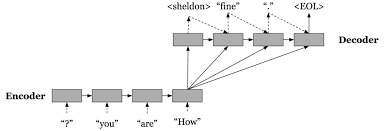 <sheldon> "fine" "." <EOL>
Decoder
Encoder
"?" "you" "are" "How"